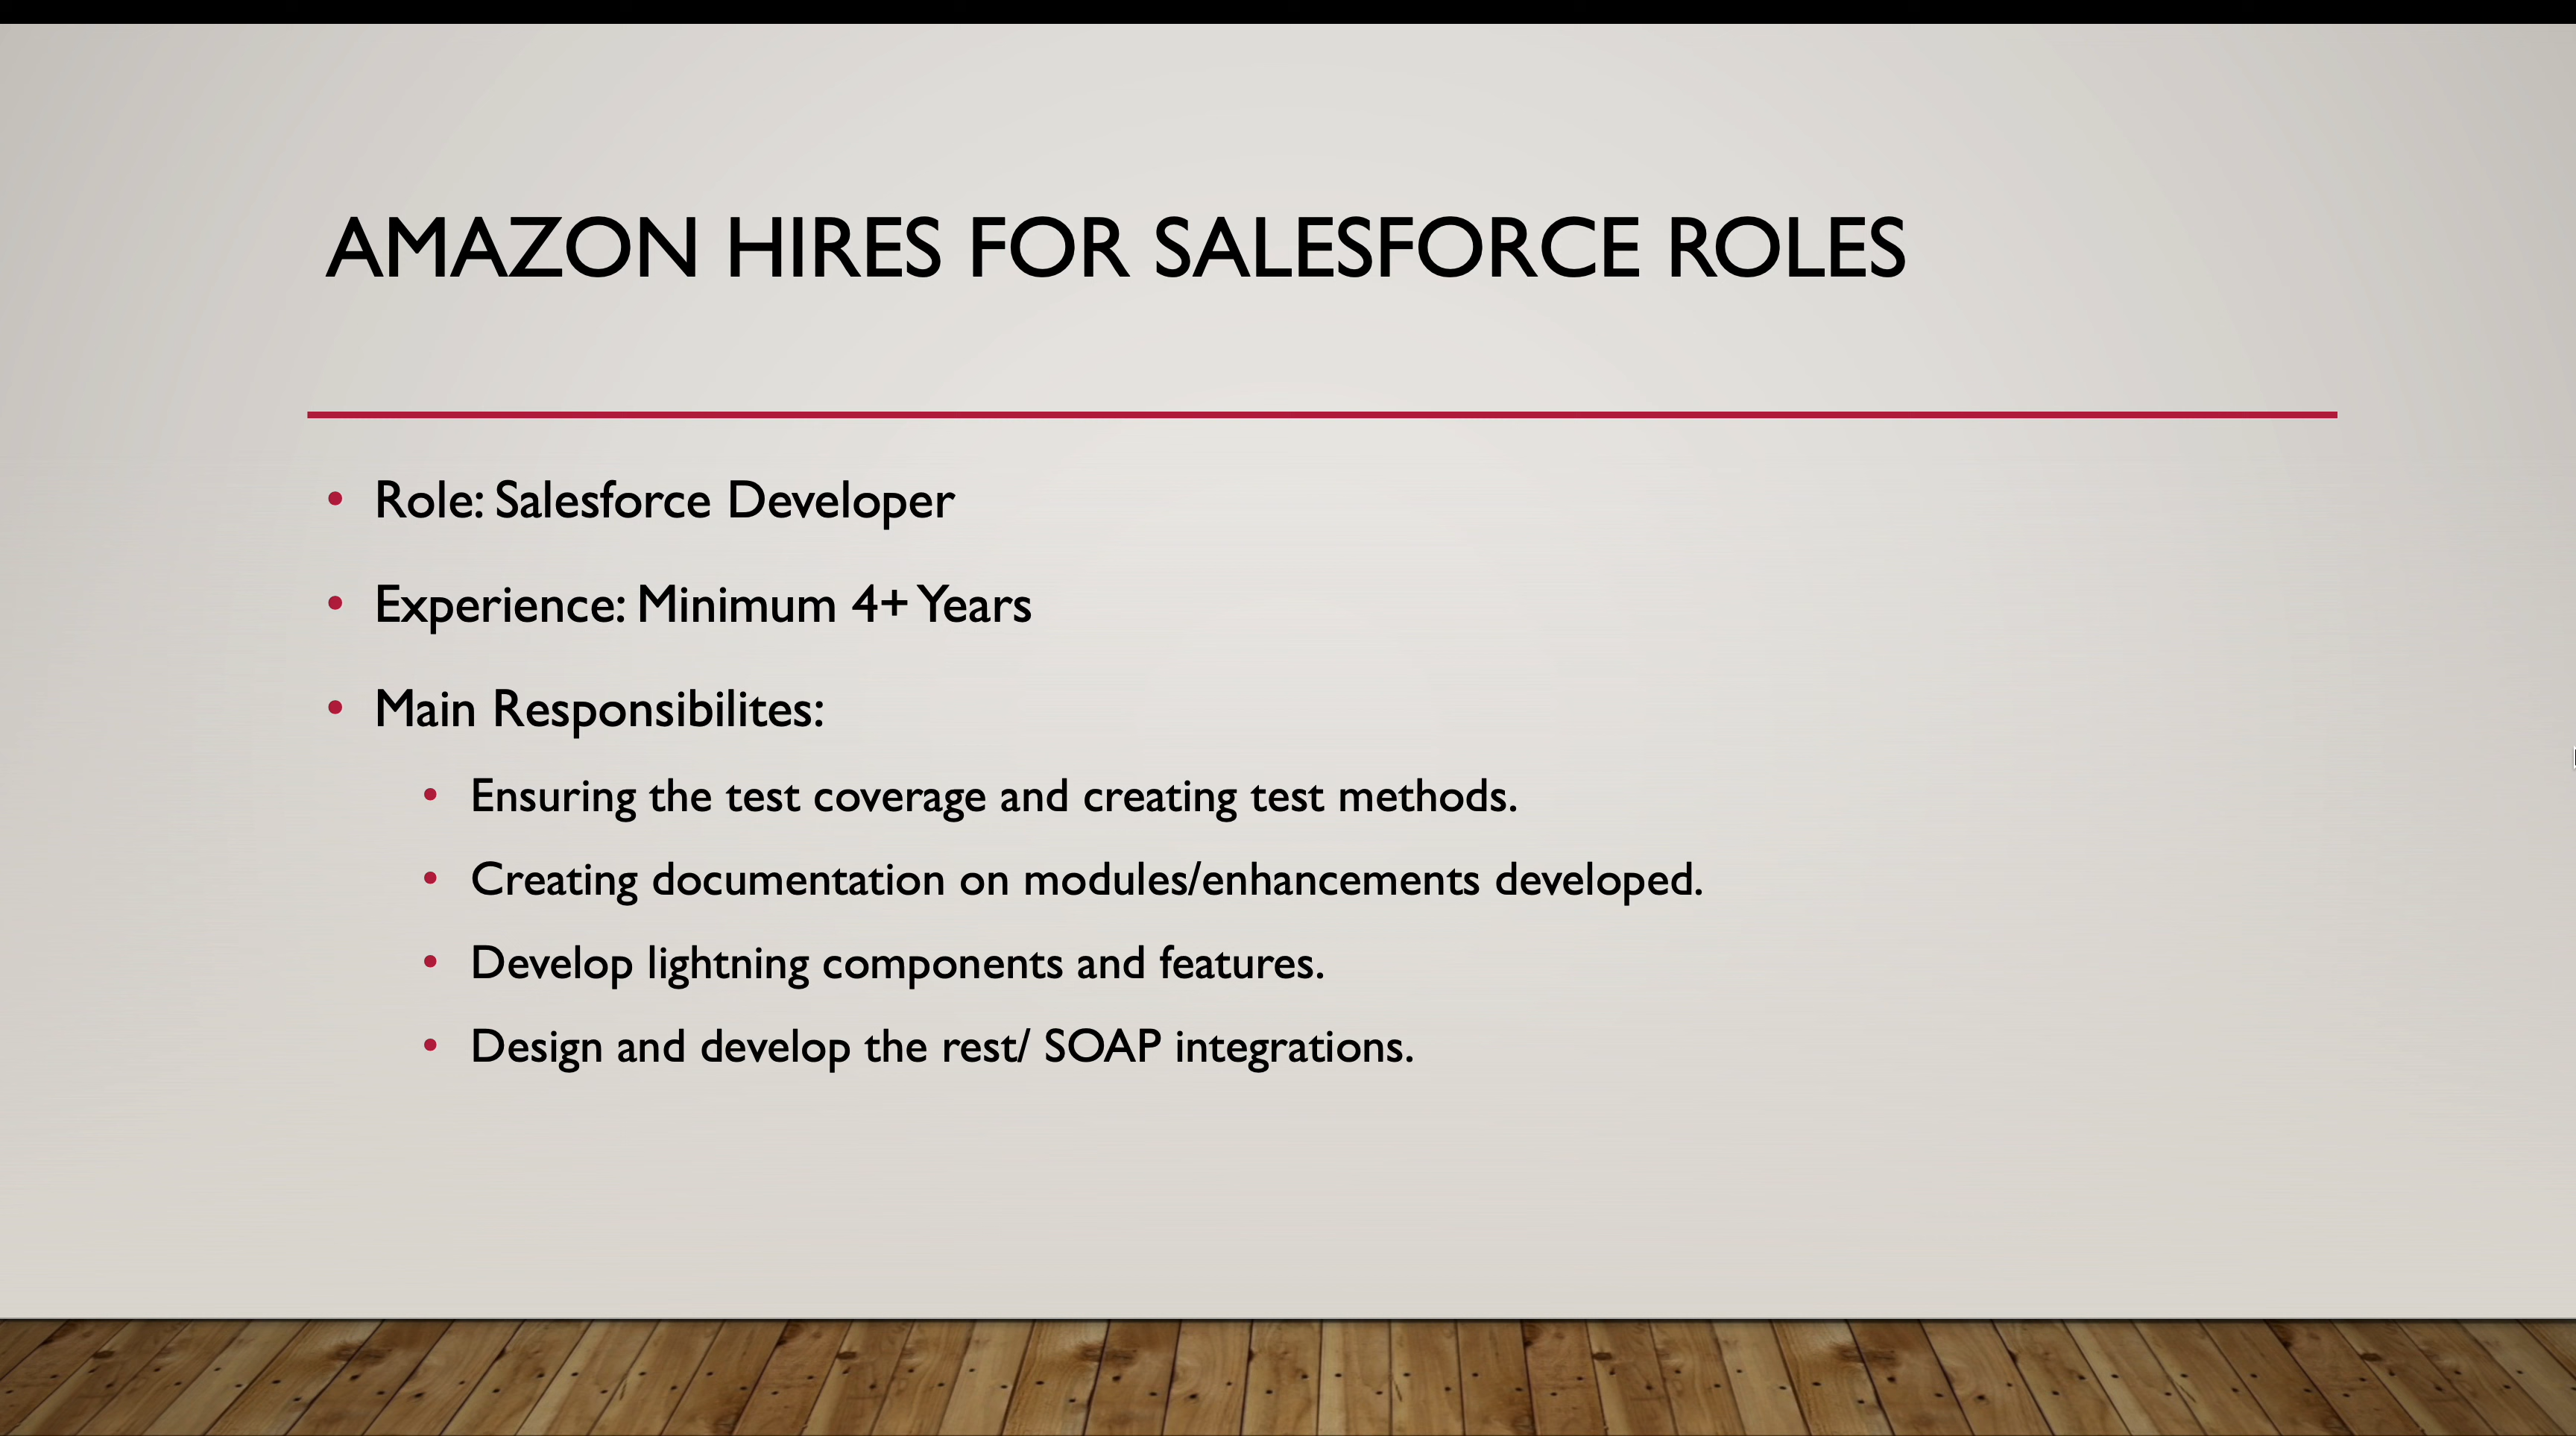 AMAZON HIRES FOR SALESFORCE ROLES
• Role: Salesforce Developer
• Experience: Minimum 4+ Years
• Main Responsibilites:
• Ensuring the test coverage and creating test methods.
• Creating documentation on modules/enhancements developed.
• Develop lightning components and features.
• Design and develop the rest/ SOAP integrations.